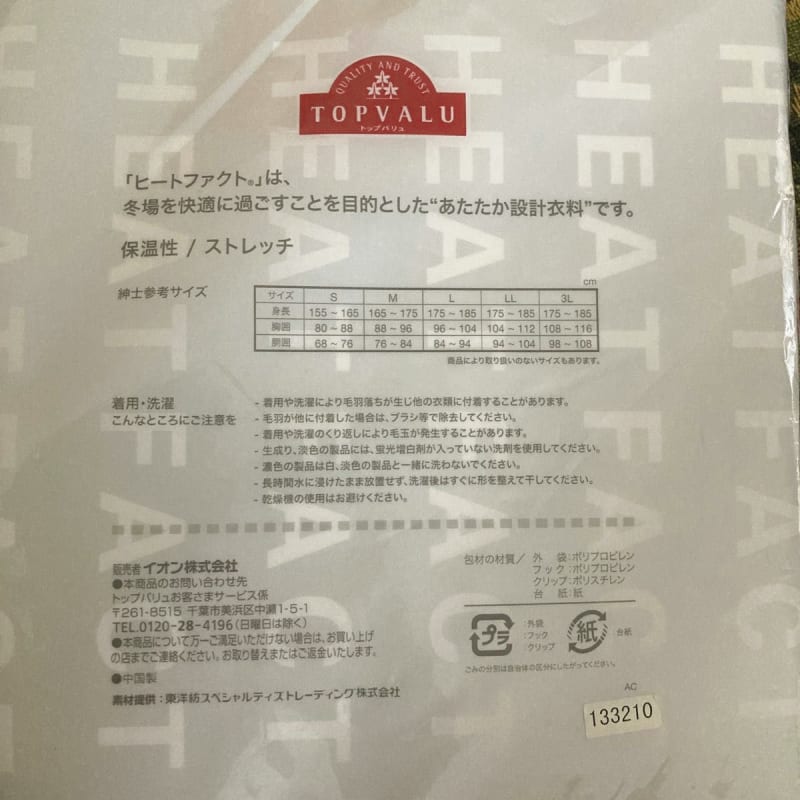 QUALITY AND TRUST
TOPVALU
トップバリュ
「ヒートファクト®」は、
冬場を快適に過ごすことを目的とした“あたたか設計衣料”です。
保温性 / ストレッチ
紳士参考サイズ
cm
サイズ S M L LL 3L
身長 155~165 165~175 175~185 175~185 175~185
胸囲 80~88 88~96 96~104 104~112 108~116
胴囲 68~76 76~84 84~94 94~104 98~108
商品により取り扱いのないサイズもあります。
着用・洗濯
こんなところにご注意を
- 着用や洗濯により毛羽落ちが生じ他の衣類に付着することがあります。
- 毛羽が他に付着した場合は、ブラシ等で除去してください。
- 着用や洗濯のくり返しにより毛玉が発生することがあります。
- 生成り、淡色の製品には、蛍光増白剤が入っていない洗剤を使用してください。
- 濃色の製品は白、淡色の製品と一緒に洗わないでください。
- 長時間水に浸けたまま放置せず、洗濯後はすぐに形を整えて干してください。
- 乾燥機の使用はお避けください。
販売者 イオン株式会社
●本商品のお問い合わせ先
トップバリュお客さまサービス係
〒261-8515 千葉市美浜区中瀬1-5-1
TEL.0120-28-4196(日曜日は除く)
●本商品について万一ご満足いただけない場合は、お買い上げ
の店までご連絡ください。お取り替えまたはご返金いたします。
●中国製
素材提供:東洋紡スペシャルティストレーディング株式会社
包材の材質/ 外袋:ポリプロピレン
フック:ポリプロピレン
クリップ:ポリスチレン
台紙:紙
プラ
:外袋
:フック
:クリップ
紙
台紙
ごみの分別は自治体の区分にしたがってください。
AC
133210
HEATFACT
HEATFACT
HEATFACT
HEATFACT
HEATFACT